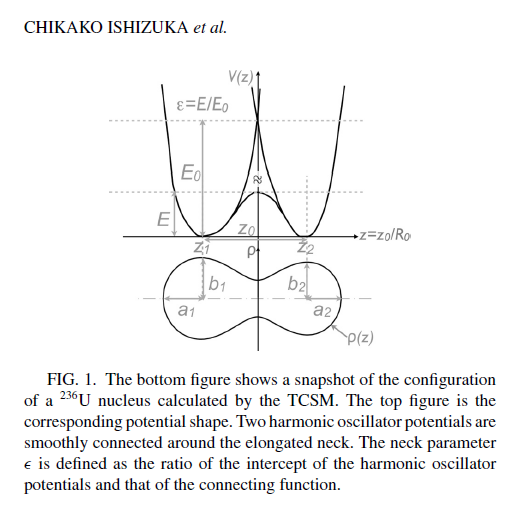 CHIKAKO ISHIZUKA et al.
V(z)
ε=E/E₀
E₀
E
z₀
z=z₀/R₀
z₁
ρ
z₂
b₁
b₂
a₁
a₂
ρ(z)
FIG. 1. The bottom figure shows a snapshot of the configuration
of a ²³⁶U nucleus calculated by the TCSM. The top figure is the
corresponding potential shape. Two harmonic oscillator potentials are
smoothly connected around the elongated neck. The neck parameter
ϵ is defined as the ratio of the intercept of the harmonic oscillator
potentials and that of the connecting function.